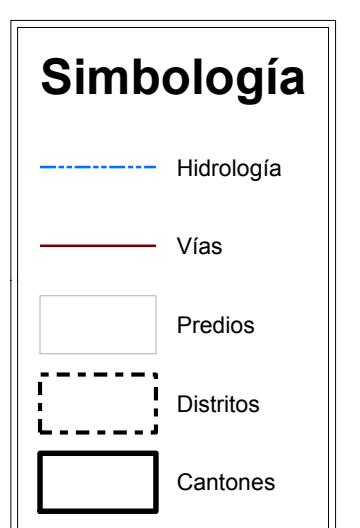 Simbología
Hidrología
Vías
Predios
Distritos
Cantones